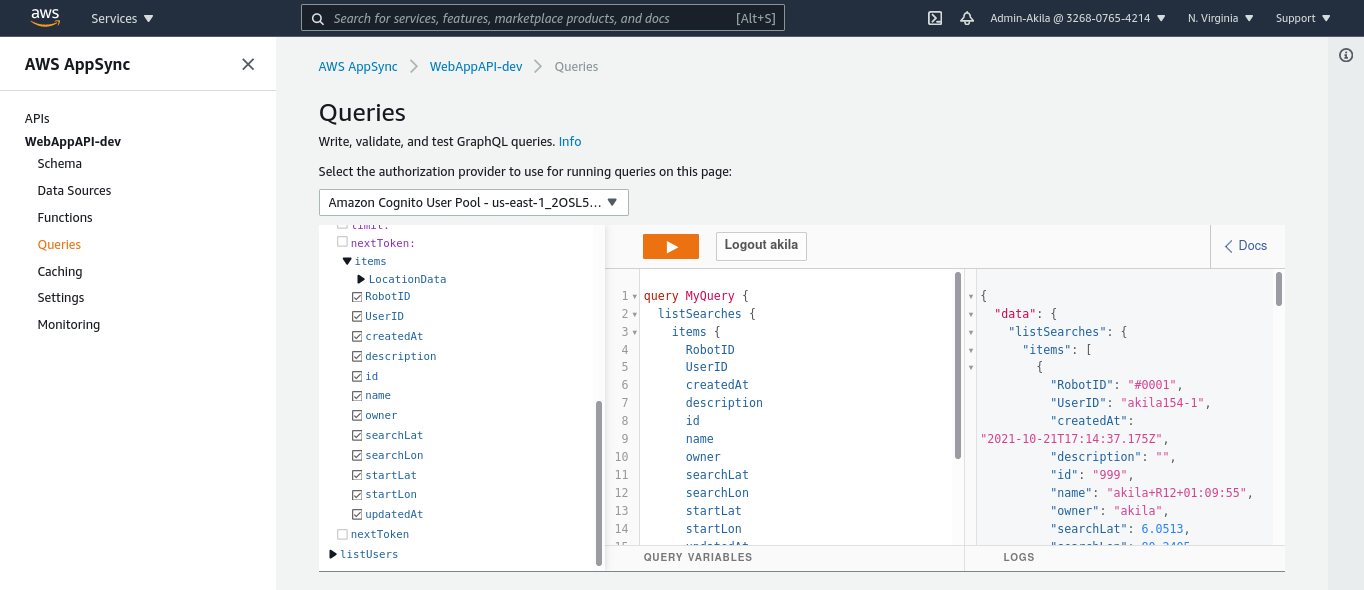 aws
Services
Search for services, features, marketplace products, and docs
[Alt+S]
Admin-Akila @ 3268-0765-4214
N. Virginia
Support
AWS AppSync
APIs
WebAppAPI-dev
Schema
Data Sources
Functions
Queries
Caching
Settings
Monitoring
AWS AppSync
WebAppAPI-dev
Queries
Queries
Write, validate, and test GraphQL queries. Info
Select the authorization provider to use for running queries on this page:
Amazon Cognito User Pool - us-east-1_2OSL5...
limit:
nextToken:
items
LocationData
RobotID
UserID
createdAt
description
id
name
owner
searchLat
searchLon
startLat
startLon
updatedAt
nextToken
listUsers
Logout akila
Docs
1 query MyQuery {
2 listSearches {
3 items {
4 RobotID
5 UserID
6 createdAt
7 description
8 id
9 name
10 owner
11 searchLat
12 searchLon
13 startLat
14 startLon
15 updatedAt
QUERY VARIABLES
{
"data": {
"listSearches": {
"items": [
{
"RobotID": "#0001",
"UserID": "akila154-1",
"createdAt":
"2021-10-21T17:14:37.175Z",
"description": "",
"id": "999",
"name": "akila+R12+01:09:55",
"owner": "akila",
"searchLat": 6.0513,
"searchLon":
LOGS